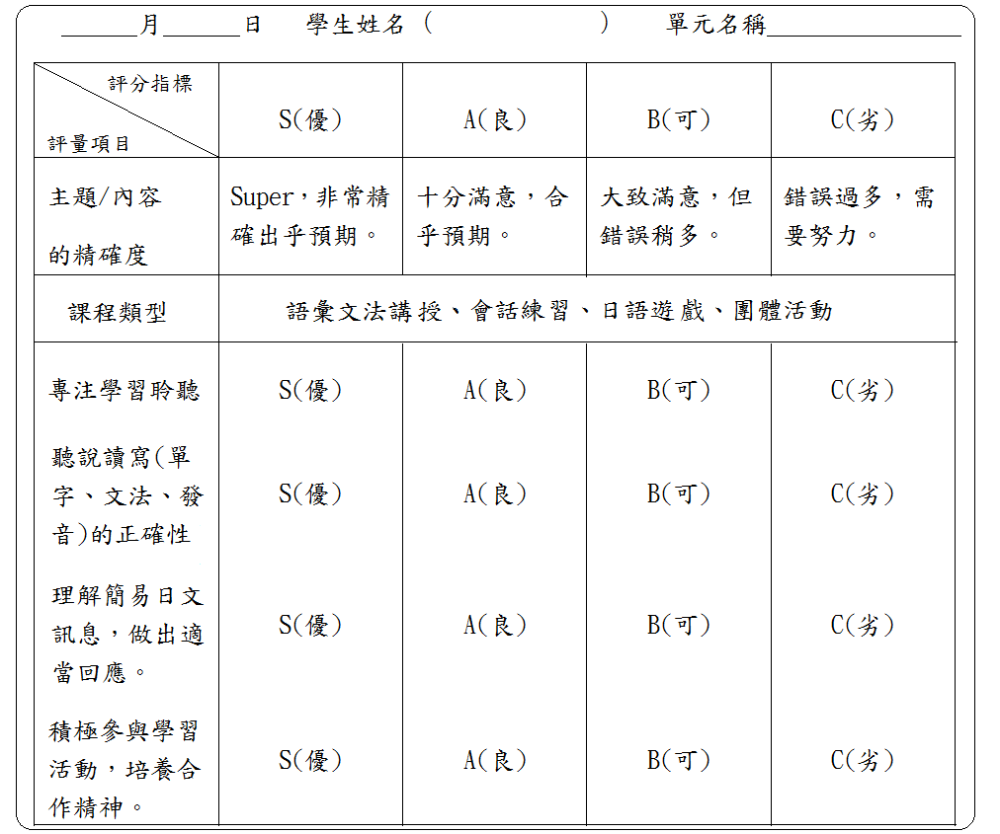 ______月______日 學生姓名 ( ) 單元名稱_______________
評分指標
評量項目
S(優) A(良) B(可) C(劣)
主題/內容
的精確度
Super，非常精
確出乎預期。
十分滿意，合
乎預期。
大致滿意，但
錯誤稍多。
錯誤過多，需
要努力。
課程類型 語彙文法講授、會話練習、日語遊戲、團體活動
專注學習聆聽 S(優) A(良) B(可) C(劣)
聽說讀寫(單
字、文法、發
音)的正確性
S(優) A(良) B(可) C(劣)
理解簡易日文
訊息，做出適
當回應。
S(優) A(良) B(可) C(劣)
積極參與學習
活動，培養合
作精神。
S(優) A(良) B(可) C(劣)